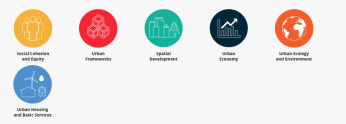 Social Cohesion
and Equity
Urban
Frameworks
Spatial
Development
Urban
Economy
Urban Ecology
and Environment
Urban Housing
and Basic Services